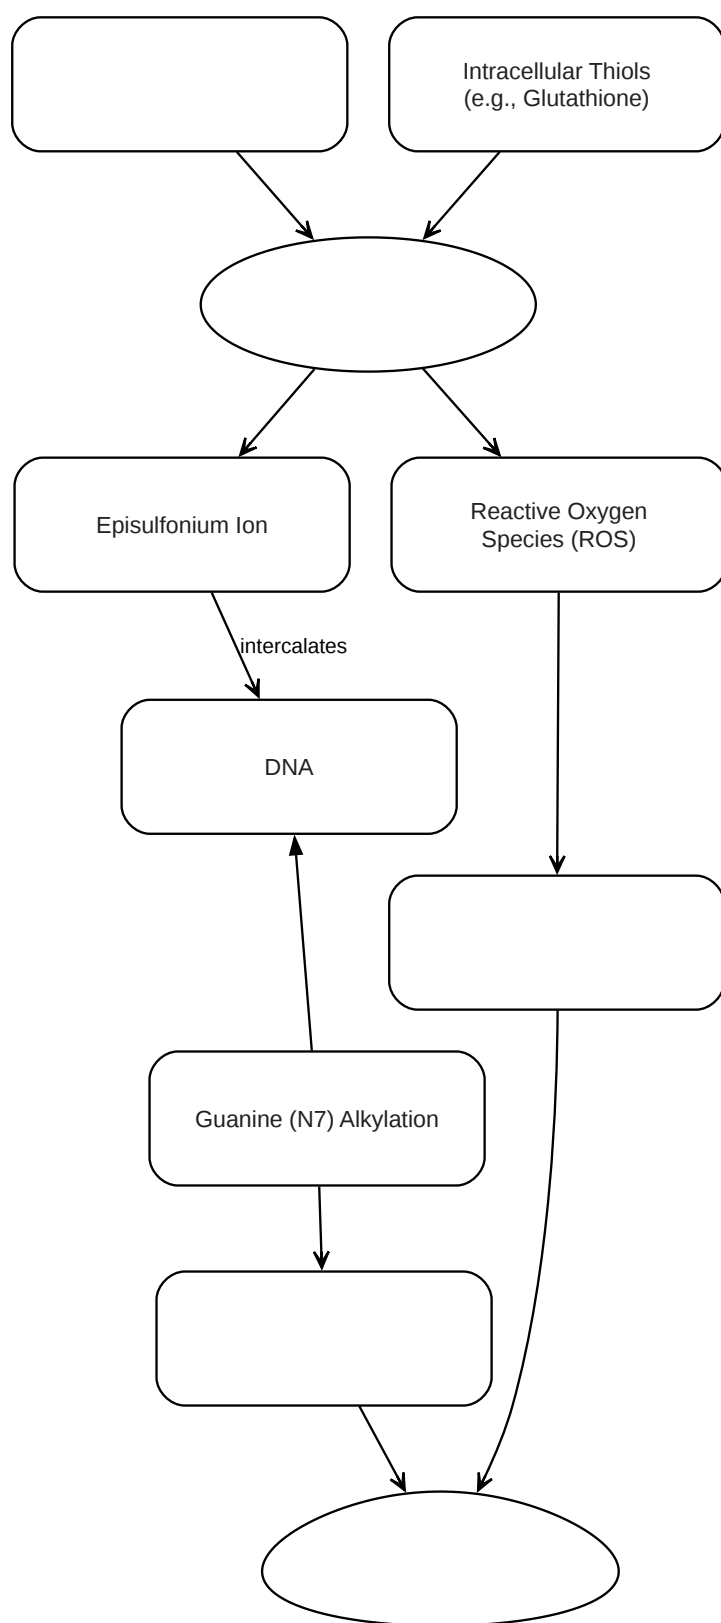 Intracellular Thiols
(e.g., Glutathione)
Episulfonium Ion
Reactive Oxygen
Species (ROS)
intercalates
DNA
Guanine (N7) Alkylation